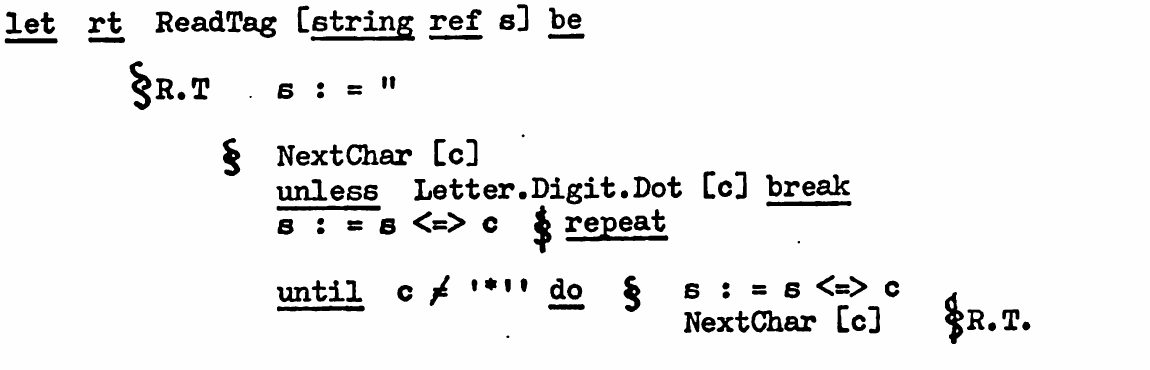 let rt ReadTag [string ref s] be
§R.T s : = "
§ NextChar [c]
unless Letter.Digit.Dot [c] break
s : = s <=> c $ repeat
until c ≠ '*'' do § s : = s <=> c
NextChar [c] $R.T.